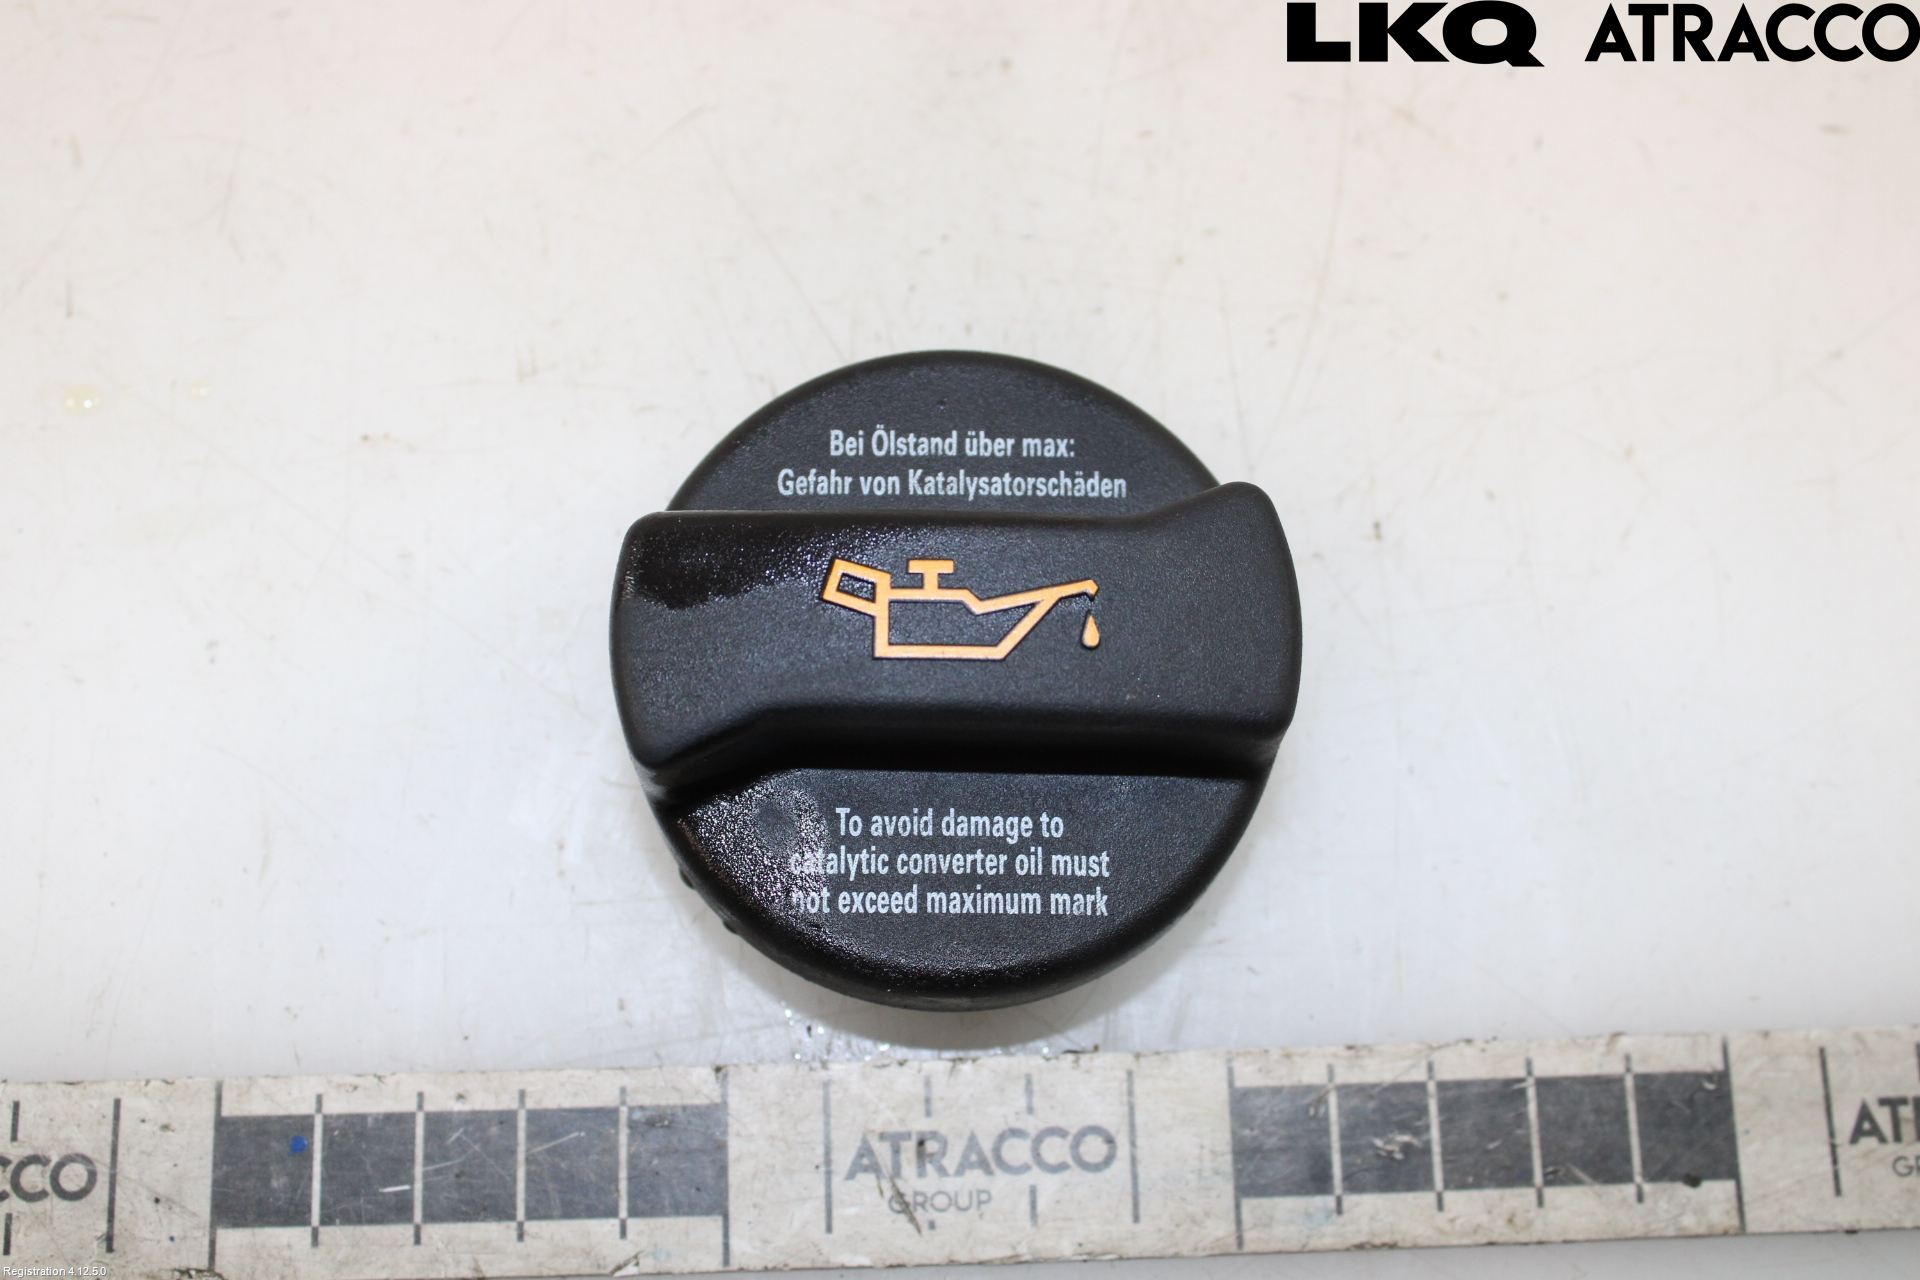 LKQ ATRACCO
Bei Ölstand über max:
Gefahr von Katalysatorschäden
To avoid damage to
catalytic converter oil must
not exceed maximum mark
CCO
ATRACCO
GROUP
Registration 4.12.5.0